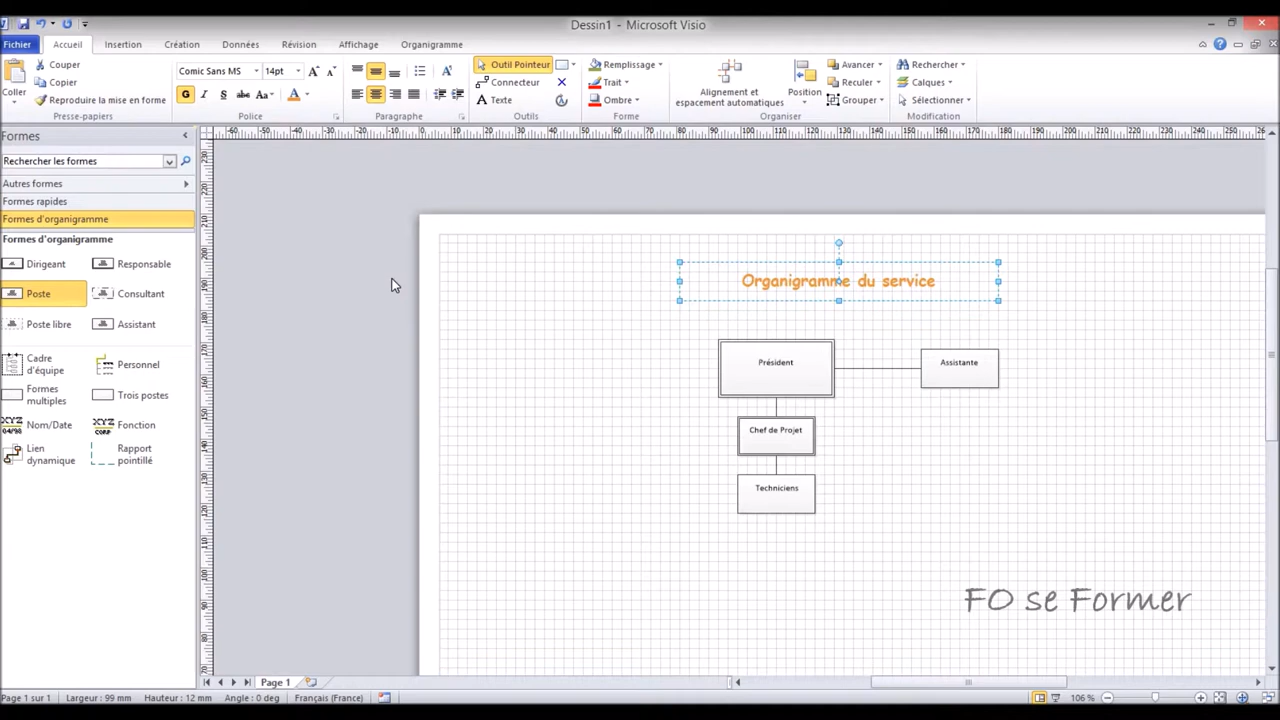 Dessin1 - Microsoft Visio
Fichier Accueil Insertion Création Données Révision Affichage Organigramme
Coller
Couper
Copier
Reproduire la mise en forme
Presse-papiers
Comic Sans MS 14pt
Police
Paragraphe
Outil Pointeur
Connecteur
Texte
Outils
Remplissage
Trait
Ombre
Forme
Alignement et
espacement automatiques
Position
Avancer
Reculer
Grouper
Organiser
Rechercher
Calques
Sélectionner
Modification
Formes
Rechercher les formes
Autres formes
Formes rapides
Formes d'organigramme
Formes d'organigramme
Dirigeant Responsable
Poste Consultant
Poste libre Assistant
Cadre
d'équipe
Personnel
Formes
multiples
Trois postes
Nom/Date Fonction
Lien
dynamique
Rapport
pointillé
Organigramme du service
Président
Assistante
Chef de Projet
Techniciens
FO se Former
Page 1
Page 1 sur 1 Largeur : 99 mm Hauteur : 12 mm Angle : 0 deg Français (France) 106 %